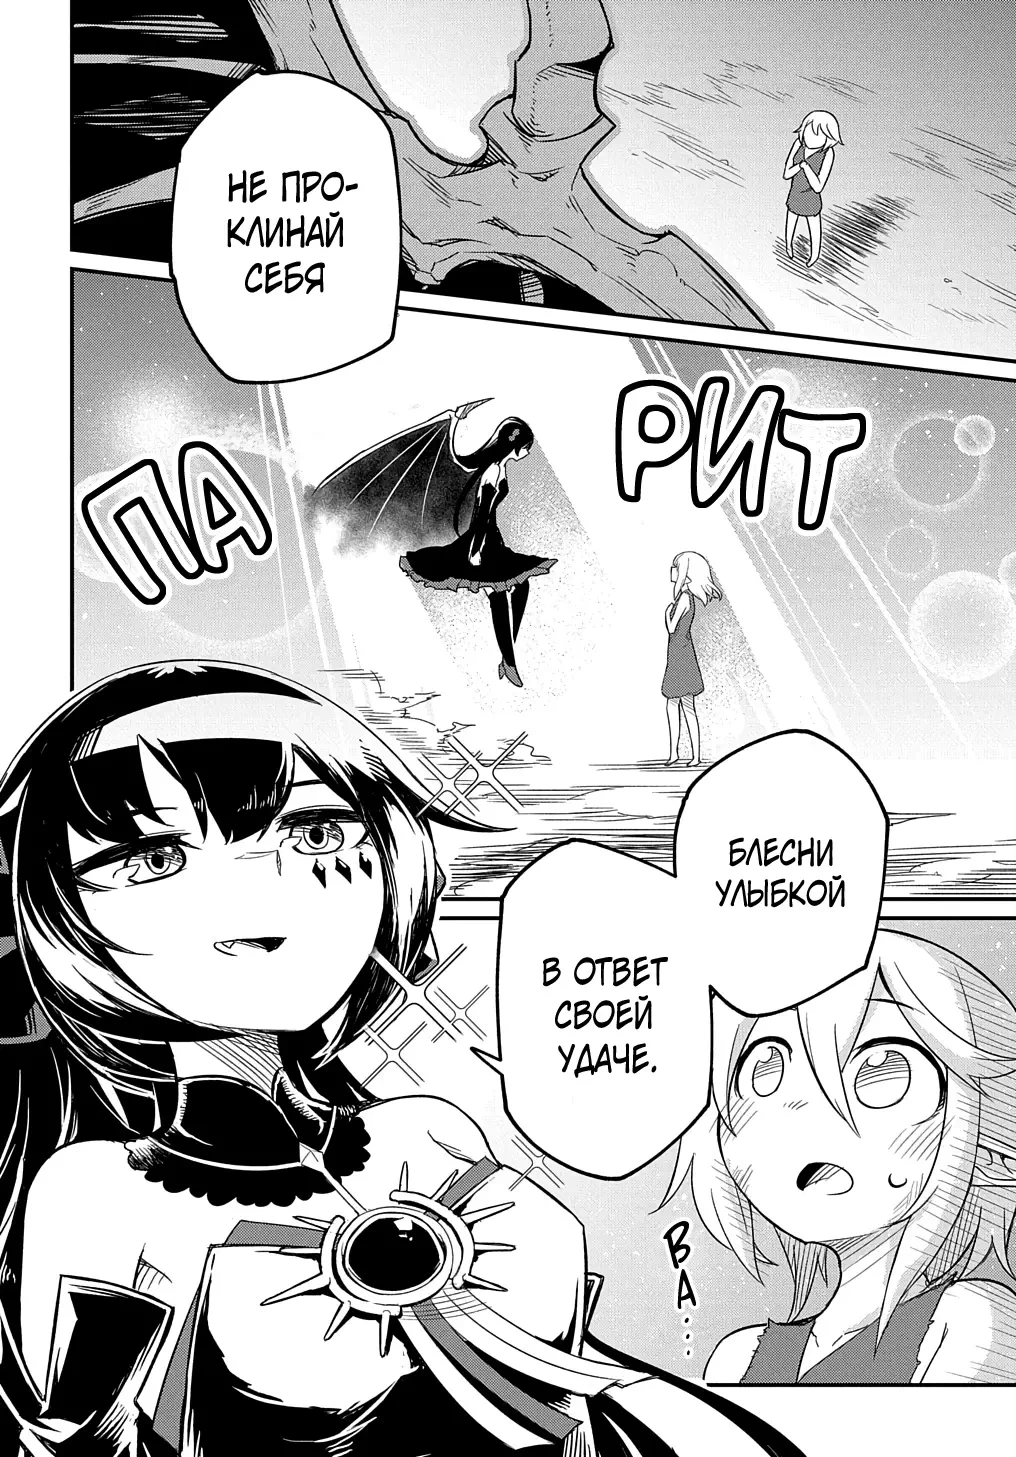 НЕ ПРО-
КЛИНАЙ
СЕБЯ
ПА
РИТ
БЛЕСНИ
УЛЫБКОЙ
В ОТВЕТ
СВОЕЙ
УДАЧЕ.
ВА...